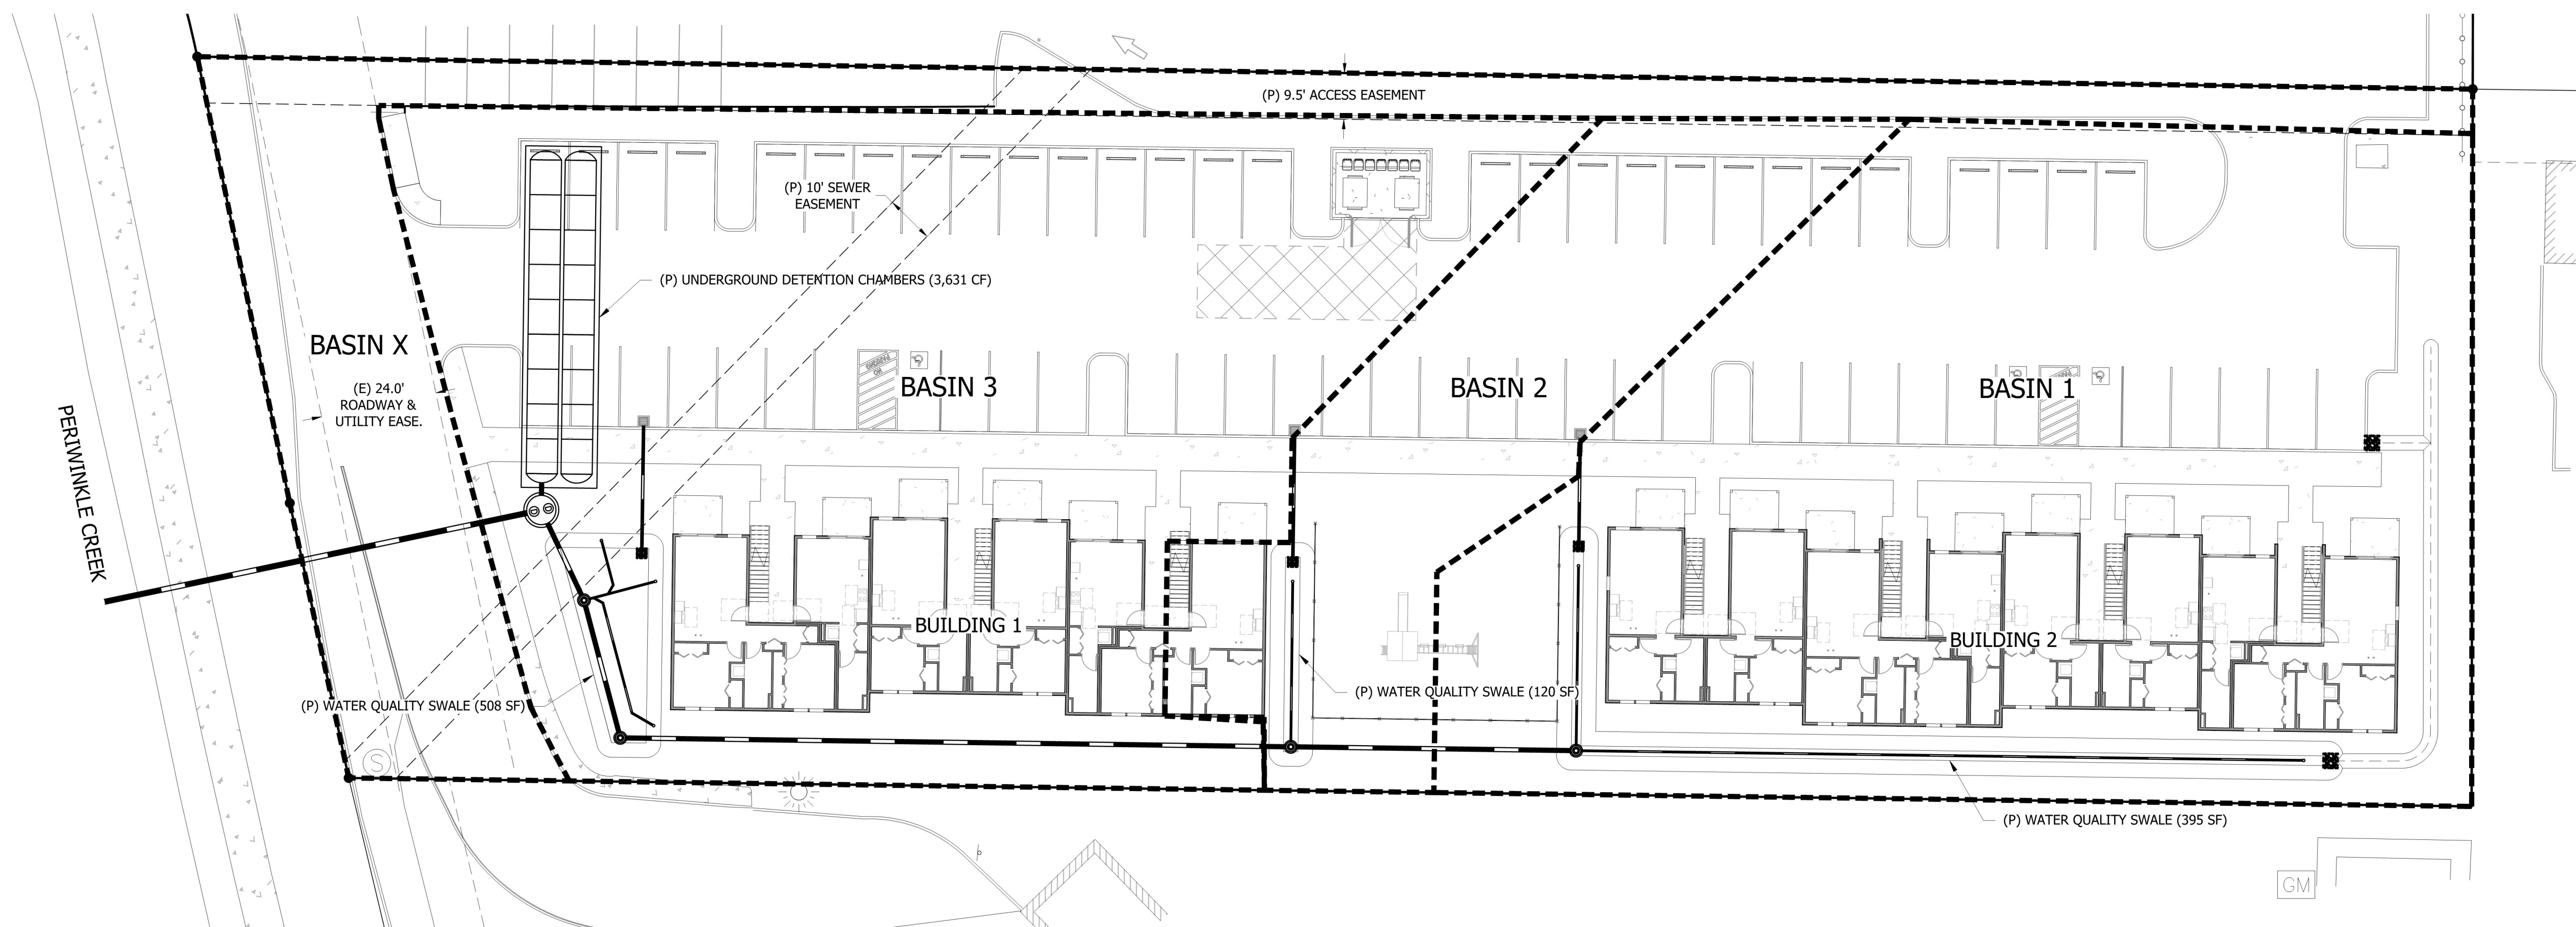 (P) 9.5' ACCESS EASEMENT
(P) 10' SEWER
EASEMENT
(P) UNDERGROUND DETENTION CHAMBERS (3,631 CF)
BASIN X
(E) 24.0'
ROADWAY &
UTILITY EASE.
BASIN 3
BASIN 2
BASIN 1
PERIWINKLE CREEK
BUILDING 1
BUILDING 2
(P) WATER QUALITY SWALE (508 SF)
(P) WATER QUALITY SWALE (120 SF)
S
(P) WATER QUALITY SWALE (395 SF)
GM